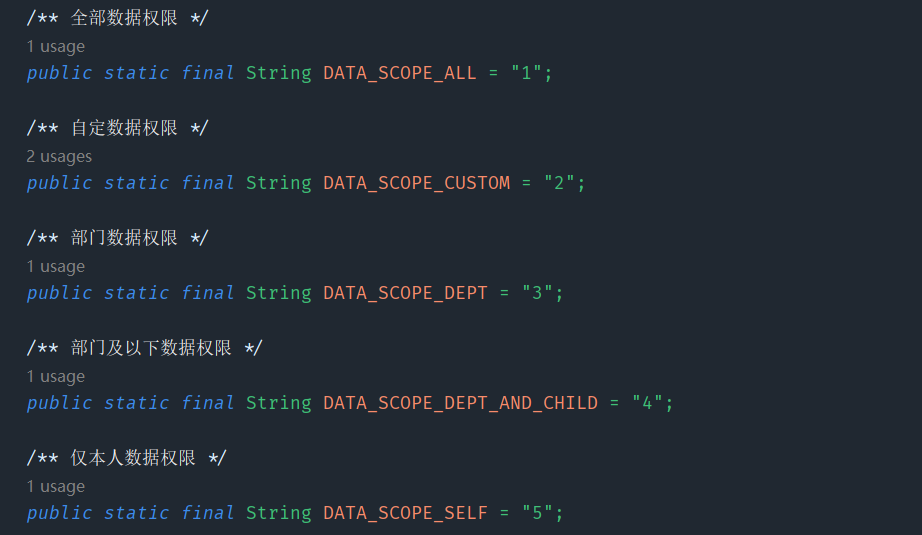 /** 全部数据权限 */
1 usage
public static final String DATA_SCOPE_ALL = "1";
/** 自定数据权限 */
2 usages
public static final String DATA_SCOPE_CUSTOM = "2";
/** 部门数据权限 */
1 usage
public static final String DATA_SCOPE_DEPT = "3";
/** 部门及以下数据权限 */
1 usage
public static final String DATA_SCOPE_DEPT_AND_CHILD = "4";
/** 仅本人数据权限 */
1 usage
public static final String DATA_SCOPE_SELF = "5";